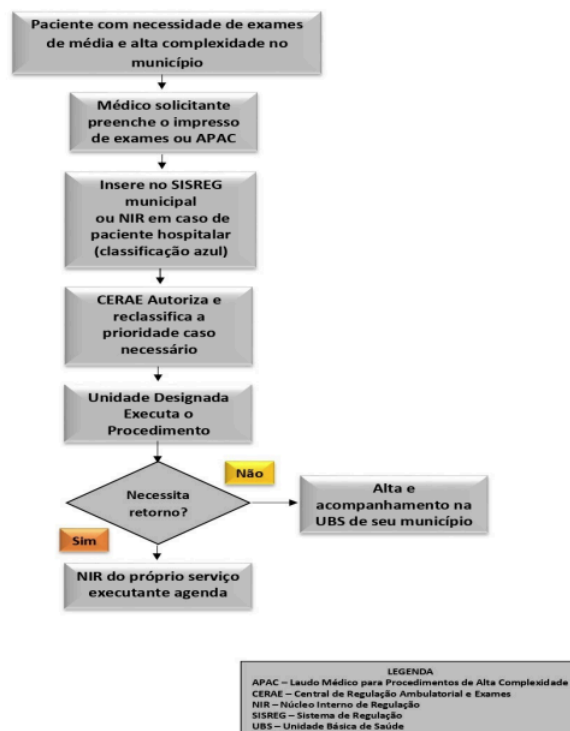 Paciente com necessidade de exames
de média e alta complexidade no
município
Médico solicitante
preenche o impresso
de exames ou APAC
Insere no SISREG
municipal
ou NIR em caso de
paciente hospitalar
(classificação azul)
CERAE Autoriza e
reclassifica a
prioridade caso
necessário
Unidade Designada
Executa o
Procedimento
Necessita
retorno?
Não
Alta e
acompanhamento na
UBS de seu município
Sim
NIR do próprio serviço
executante agenda
LEGENDA
APAC – Laudo Médico para Procedimentos de Alta Complexidade
CERAE – Central de Regulação Ambulatorial e Exames
NIR – Núcleo Interno de Regulação
SISREG – Sistema de Regulação
UBS – Unidade Básica de Saúde